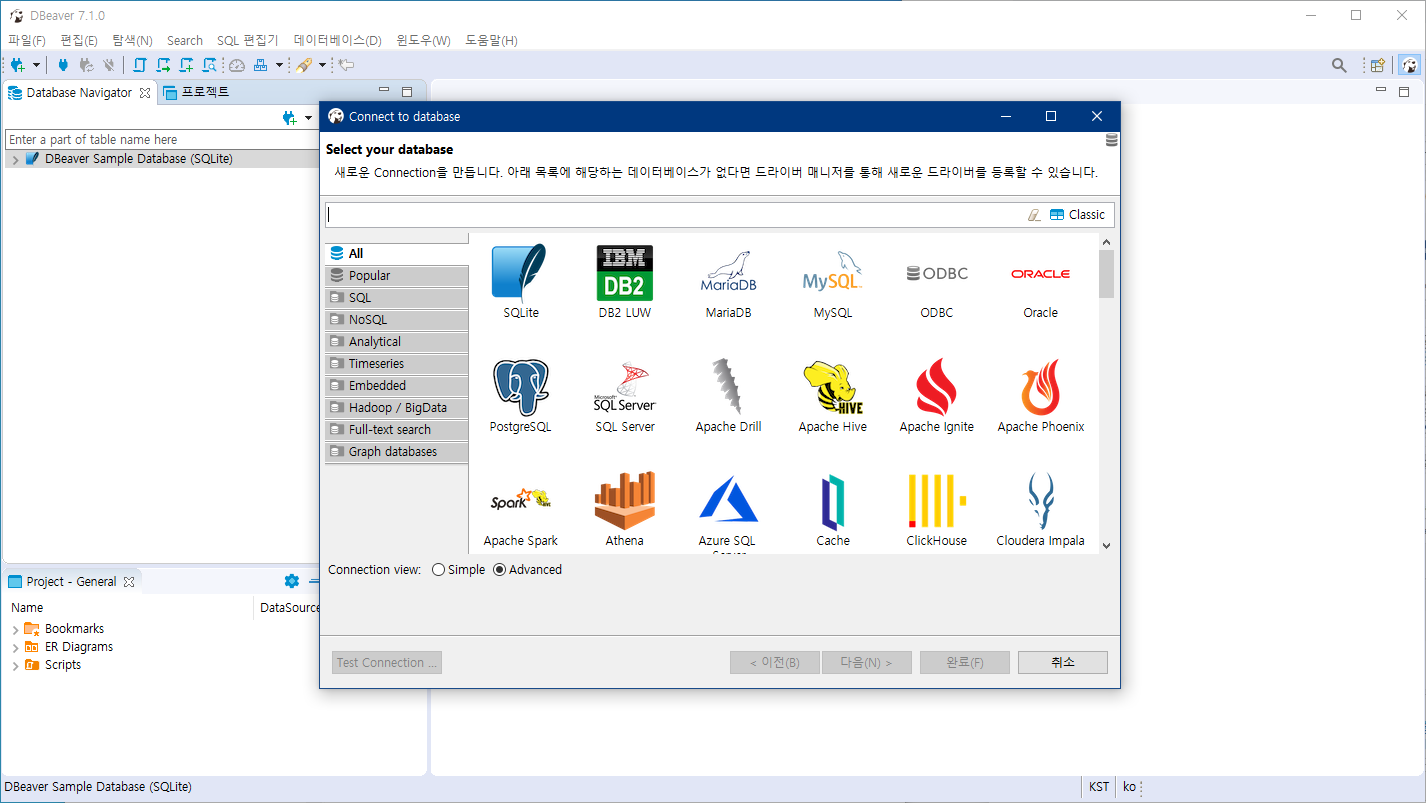 DBeaver 7.1.0
파일(F) 편집(E) 탐색(N) Search SQL 편집기 데이터베이스(D) 윈도우(W) 도움말(H)
Database Navigator 프로젝트
Enter a part of table name here
DBeaver Sample Database (SQLite)
Project - General
Name DataSource
Bookmarks
ER Diagrams
Scripts
Connect to database
Select your database
새로운 Connection을 만듭니다. 아래 목록에 해당하는 데이터베이스가 없다면 드라이버 매니저를 통해 새로운 드라이버를 등록할 수 있습니다.
Classic
All
Popular
SQL
NoSQL
Analytical
Timeseries
Embedded
Hadoop / BigData
Full-text search
Graph databases
IBM DB2 MariaDB MySQL ODBC ORACLE
SQLite DB2 LUW MariaDB MySQL ODBC Oracle
Microsoft SQL Server HIVE
PostgreSQL SQL Server Apache Drill Apache Hive Apache Ignite Apache Phoenix
Spark HIVE
Apache Spark Athena Azure SQL Cache ClickHouse Cloudera Impala
Server
Connection view: Simple Advanced
Test Connection ... < 이전(B) 다음(N) > 완료(F) 취소
DBeaver Sample Database (SQLite) KST ko